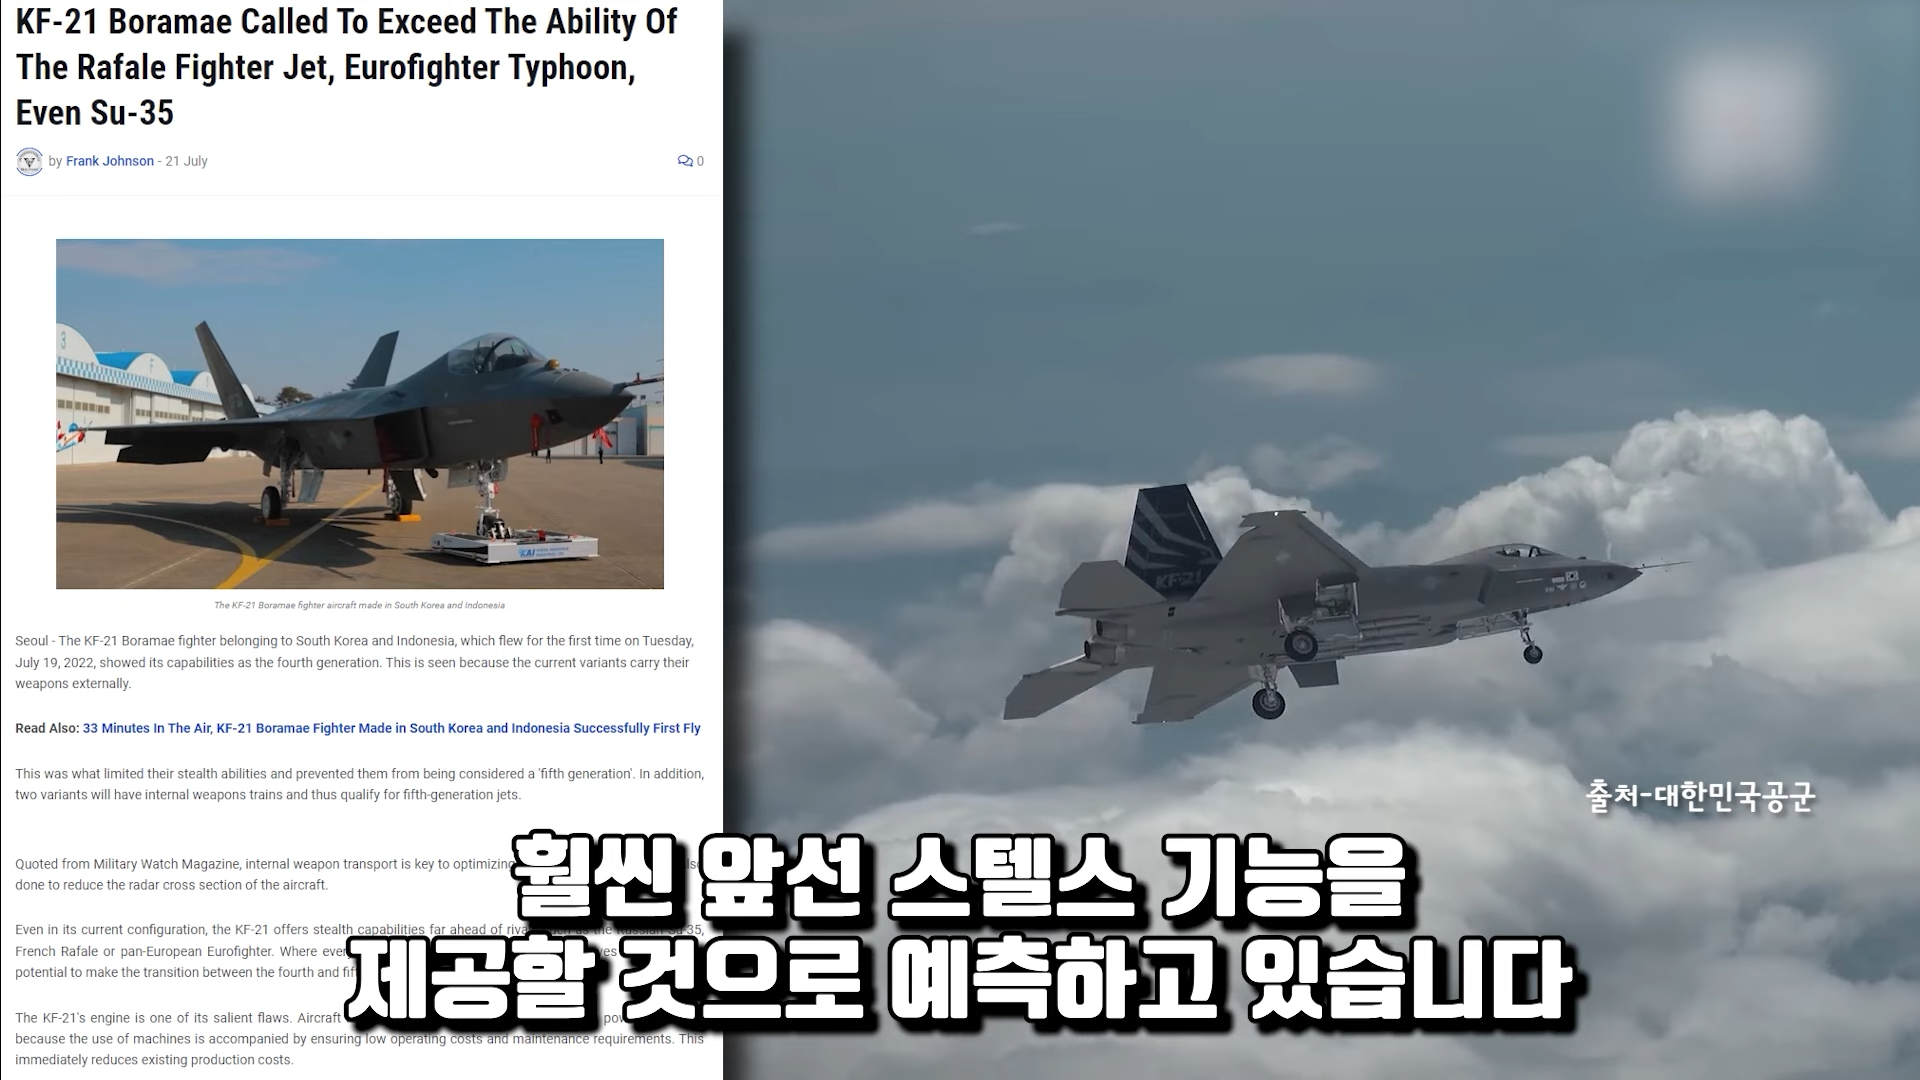 KF-21 Boramae Called To Exceed The Ability Of
The Rafale Fighter Jet, Eurofighter Typhoon,
Even Su-35
by Frank Johnson - 21 July
0
3
KAI
The KF-21 Boramae fighter aircraft made in South Korea and Indonesia
Seoul - The KF-21 Boramae fighter belonging to South Korea and Indonesia, which flew for the first time on Tuesday,
July 19, 2022, showed its capabilities as the fourth generation. This is seen because the current variants carry their
weapons externally.
Read Also: 33 Minutes In The Air, KF-21 Boramae Fighter Made in South Korea and Indonesia Successfully First Fly
This was what limited their stealth abilities and prevented them from being considered a 'fifth generation'. In addition,
two variants will have internal weapons trains and thus qualify for fifth-generation jets.
Quoted from Military Watch Magazine, internal weapon transport is key to optimizing
done to reduce the radar cross section of the aircraft.
Even in its current configuration, the KF-21 offers stealth capabilities far ahead of rivals such as the Russian Su-35,
French Rafale or pan-European Eurofighter. Where
potential to make the transition between the fourth and
The KF-21's engine is one of its salient flaws. Aircraft
because the use of machines is accompanied by ensuring low operating costs and maintenance requirements. This
immediately reduces existing production costs.
KF-21
출처-대한민국공군
훨씬 앞선 스텔스 기능을
제공할 것으로 예측하고 있습니다